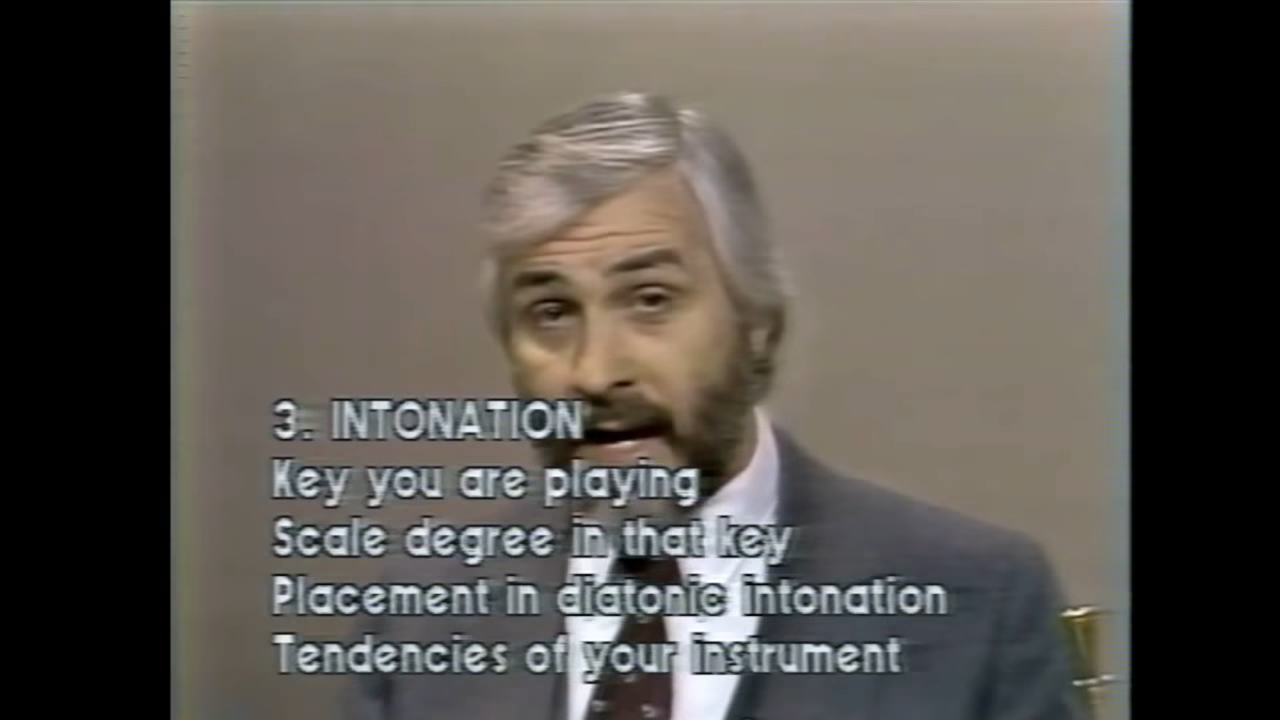 3. INTONATION
Key you are playing
Scale degree in that key
Placement in diatonic intonation
Tendencies of your instrument